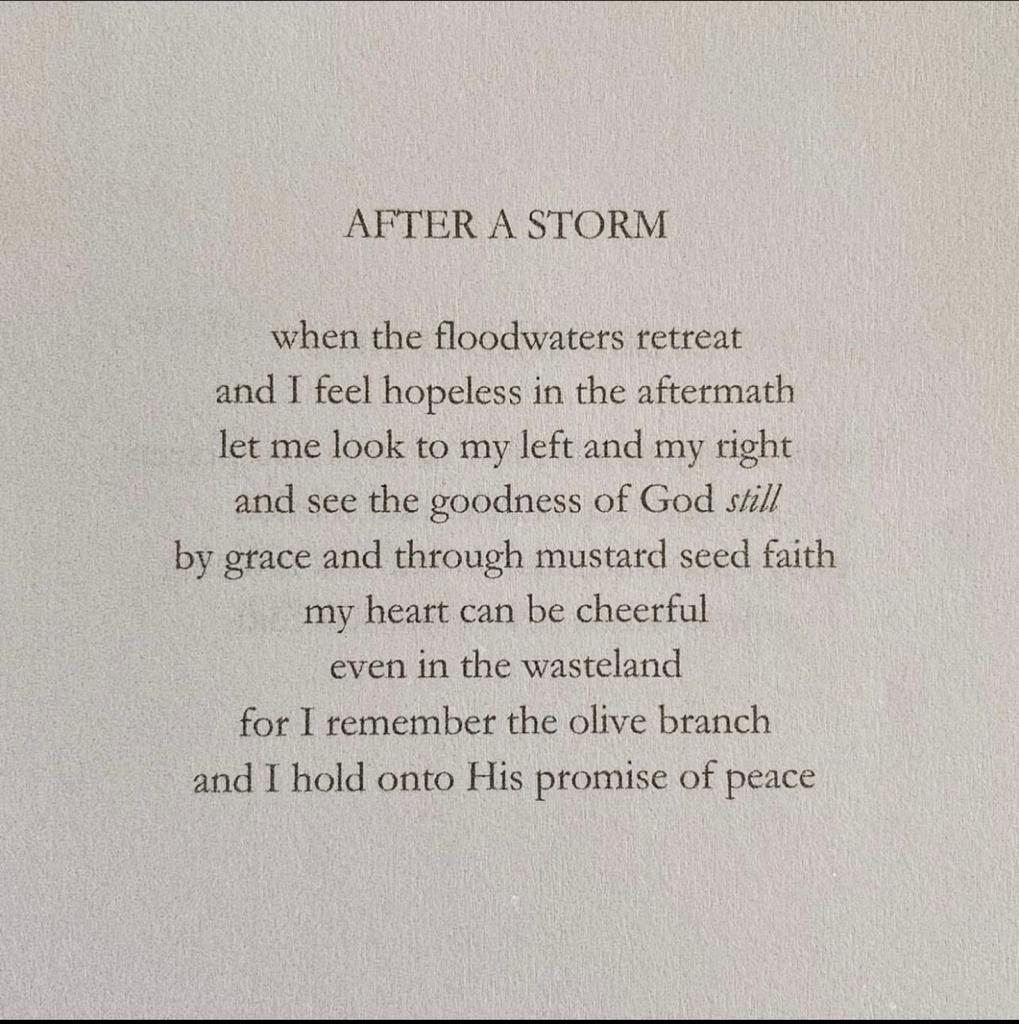 AFTER A STORM
when the floodwaters retreat
and I feel hopeless in the aftermath
let me look to my left and my right
and see the goodness of God still
by grace and through mustard seed faith
my heart can be cheerful
even in the wasteland
for I remember the olive branch
and I hold onto His promise of peace